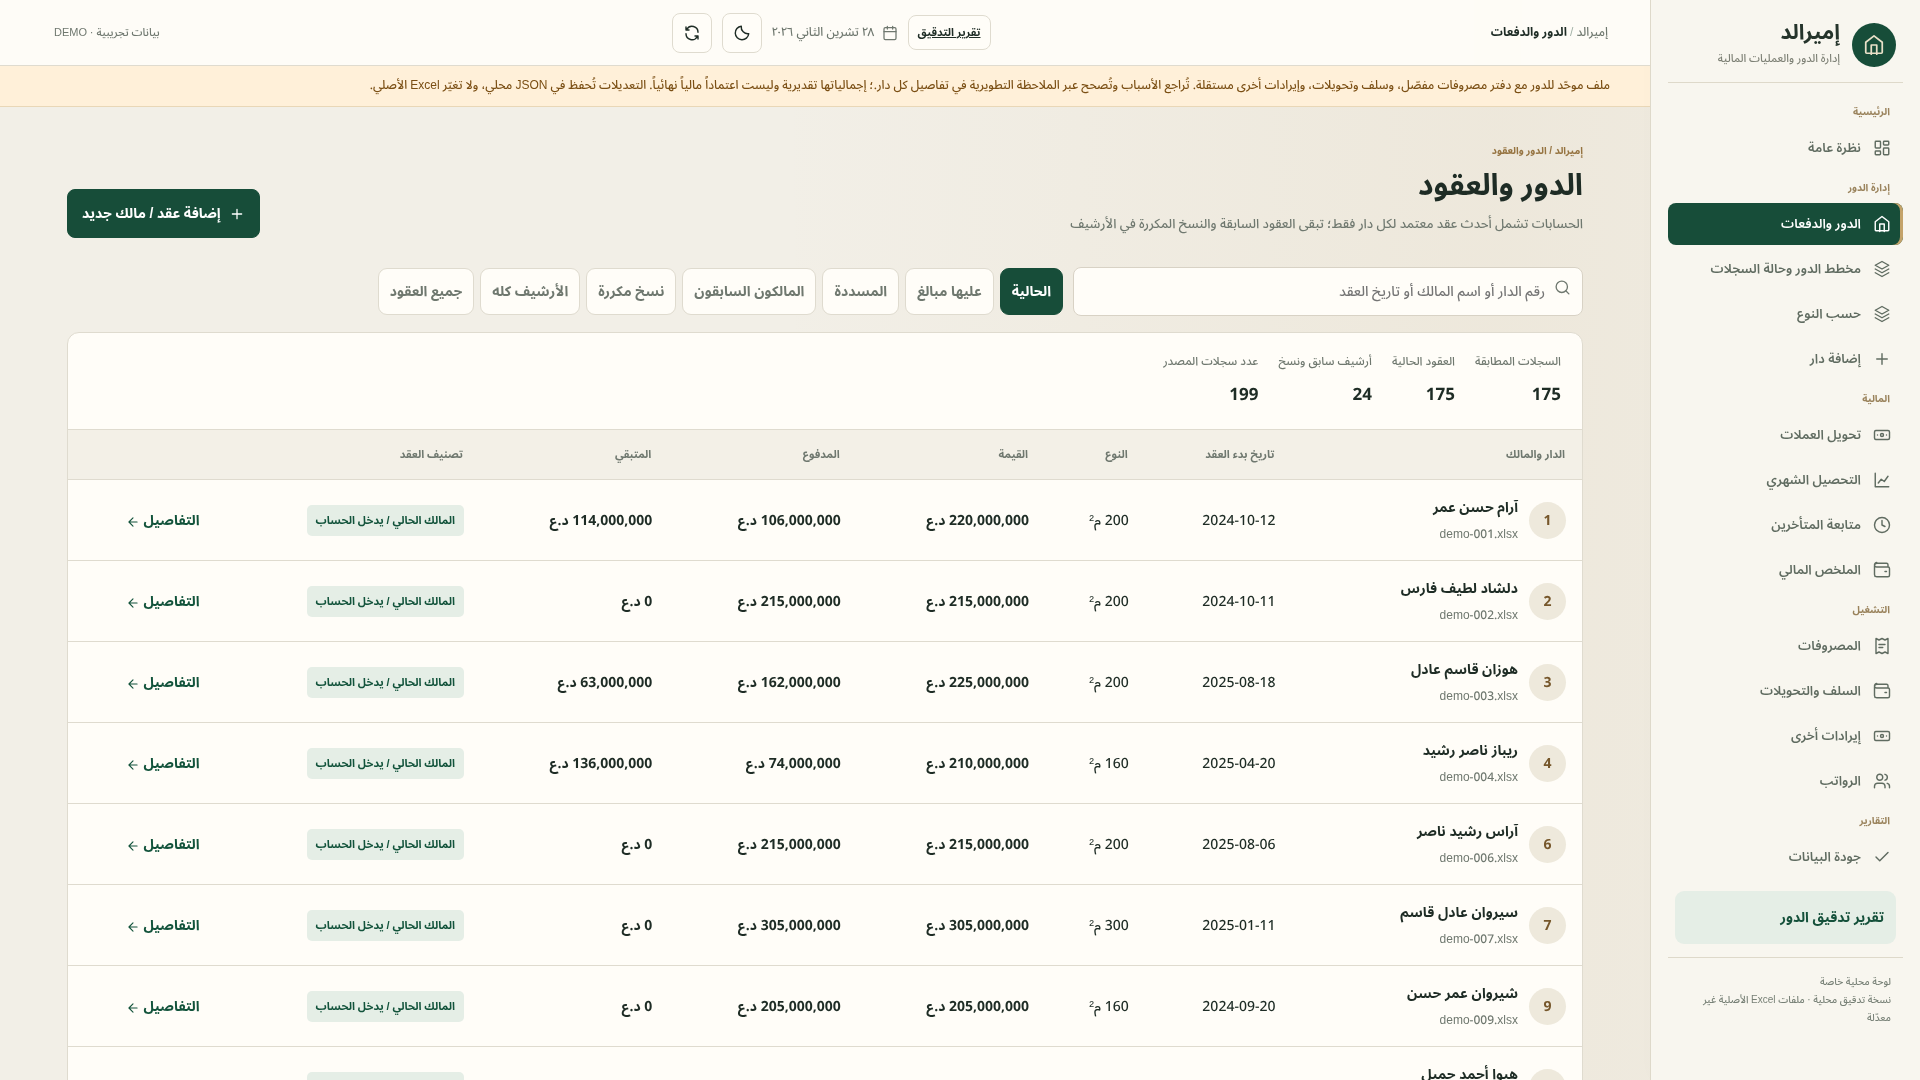 إميرالد
إدارة الدور والعمليات المالية
الرئيسية
نظرة عامة
إدارة الدور
الدور والدفعات
مخطط الدور وحالة السجلات
حسب النوع
إضافة دار
المالية
تحويل العملات
التحصيل الشهري
متابعة المتأخرين
الملخص المالي
التشغيل
المصروفات
السلف والتحويلات
إيرادات أخرى
الرواتب
التقارير
جودة البيانات
تقرير تدقيق الدور
لوحة محلية خاصة
نسخة تدقيق محلية · ملفات Excel الأصلية غير
معدّلة
إميرالد / الدور والدفعات
تقرير التدقيق
٢٨ تشرين الثاني ٢٠٢٦
بيانات تجريبية · DEMO
ملف موحّد للدور مع دفتر مصروفات مفصّل، وسلف وتحويلات، وإيرادات أخرى مستقلة. تُراجع الأسباب وتُصحح عبر الملاحظة التطويرية في تفاصيل كل دار.؛ إجمالياتها تقديرية وليست اعتماداً مالياً نهائياً. التعديلات تُحفظ في JSON محلي، ولا تغيّر Excel الأصلي.
إميرالد / الدور والعقود
الدور والعقود
الحسابات تشمل أحدث عقد معتمد لكل دار فقط؛ تبقى العقود السابقة والنسخ المكررة في الأرشيف
إضافة عقد / مالك جديد
رقم الدار أو اسم المالك أو تاريخ العقد
الحالية
عليها مبالغ
المسددة
المالكون السابقون
نسخ مكررة
الأرشيف كله
جميع العقود
السجلات المطابقة العقود الحالية أرشيف سابق ونسخ عدد سجلات المصدر
175 175 24 199
الدار والمالك تاريخ بدء العقد النوع القيمة المدفوع المتبقي تصنيف العقد
1 آرام حسن عمر 2024-10-12 200 م² 220,000,000 د.ع 106,000,000 د.ع 114,000,000 د.ع المالك الحالي / يدخل الحساب التفاصيل ←
demo-001.xlsx
2 دلشاد لطيف فارس 2024-10-11 200 م² 215,000,000 د.ع 215,000,000 د.ع 0 د.ع المالك الحالي / يدخل الحساب التفاصيل ←
demo-002.xlsx
3 هوزان قاسم عادل 2025-08-18 200 م² 225,000,000 د.ع 162,000,000 د.ع 63,000,000 د.ع المالك الحالي / يدخل الحساب التفاصيل ←
demo-003.xlsx
4 ريباز ناصر رشيد 2025-04-20 160 م² 210,000,000 د.ع 74,000,000 د.ع 136,000,000 د.ع المالك الحالي / يدخل الحساب التفاصيل ←
demo-004.xlsx
6 آراس رشيد ناصر 2025-08-06 200 م² 215,000,000 د.ع 215,000,000 د.ع 0 د.ع المالك الحالي / يدخل الحساب التفاصيل ←
demo-006.xlsx
7 سيروان عادل قاسم 2025-01-11 300 م² 305,000,000 د.ع 305,000,000 د.ع 0 د.ع المالك الحالي / يدخل الحساب التفاصيل ←
demo-007.xlsx
9 شيروان عمر حسن 2024-09-20 160 م² 205,000,000 د.ع 205,000,000 د.ع 0 د.ع المالك الحالي / يدخل الحساب التفاصيل ←
demo-009.xlsx
هيوا أحمد جميل